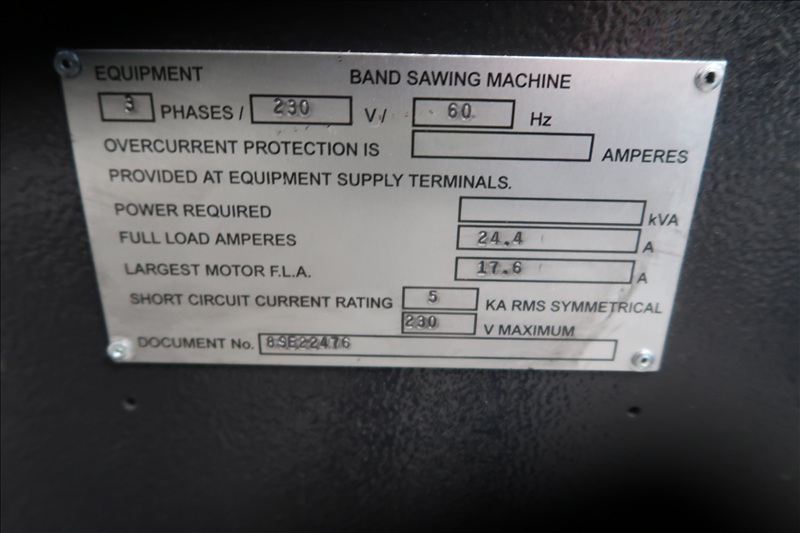 EQUIPMENT BAND SAWING MACHINE
3 PHASES / 230 V / 60 Hz
OVERCURRENT PROTECTION IS AMPERES
PROVIDED AT EQUIPMENT SUPPLY TERMINALS.
POWER REQUIRED kVA
FULL LOAD AMPERES 24.4 A
LARGEST MOTOR F.L.A. 17.6 A
SHORT CIRCUIT CURRENT RATING 5 KA RMS SYMMETRICAL
230 V MAXIMUM
DOCUMENT No. 8SE22476